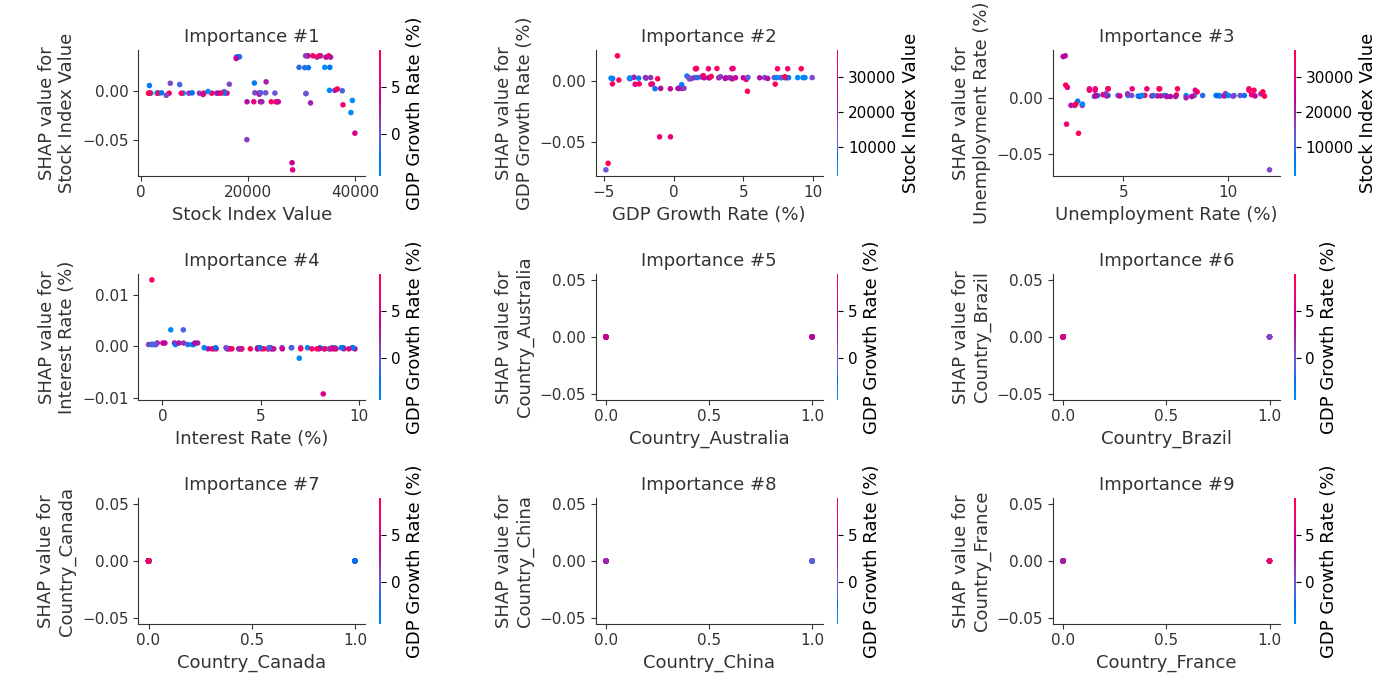 Importance #1
SHAP value for
Stock Index Value
0.00
−0.05
0
20000
40000
Stock Index Value
5
0
GDP Growth Rate (%)
Importance #2
SHAP value for
GDP Growth Rate (%)
0.00
−0.05
−5
0
5
10
GDP Growth Rate (%)
30000
20000
10000
Stock Index Value
Importance #3
SHAP value for
Unemployment Rate (%)
0.00
−0.05
5
10
Unemployment Rate (%)
30000
20000
10000
Stock Index Value
Importance #4
SHAP value for
Interest Rate (%)
0.01
0.00
−0.01
0
5
10
Interest Rate (%)
5
0
GDP Growth Rate (%)
Importance #5
SHAP value for
Country_Australia
0.05
0.00
−0.05
0.0
0.5
1.0
Country_Australia
5
0
GDP Growth Rate (%)
Importance #6
SHAP value for
Country_Brazil
0.05
0.00
−0.05
0.0
0.5
1.0
Country_Brazil
5
0
GDP Growth Rate (%)
Importance #7
SHAP value for
Country_Canada
0.05
0.00
−0.05
0.0
0.5
1.0
Country_Canada
5
0
GDP Growth Rate (%)
Importance #8
SHAP value for
Country_China
0.05
0.00
−0.05
0.0
0.5
1.0
Country_China
5
0
GDP Growth Rate (%)
Importance #9
SHAP value for
Country_France
0.05
0.00
−0.05
0.0
0.5
1.0
Country_France
5
0
GDP Growth Rate (%)